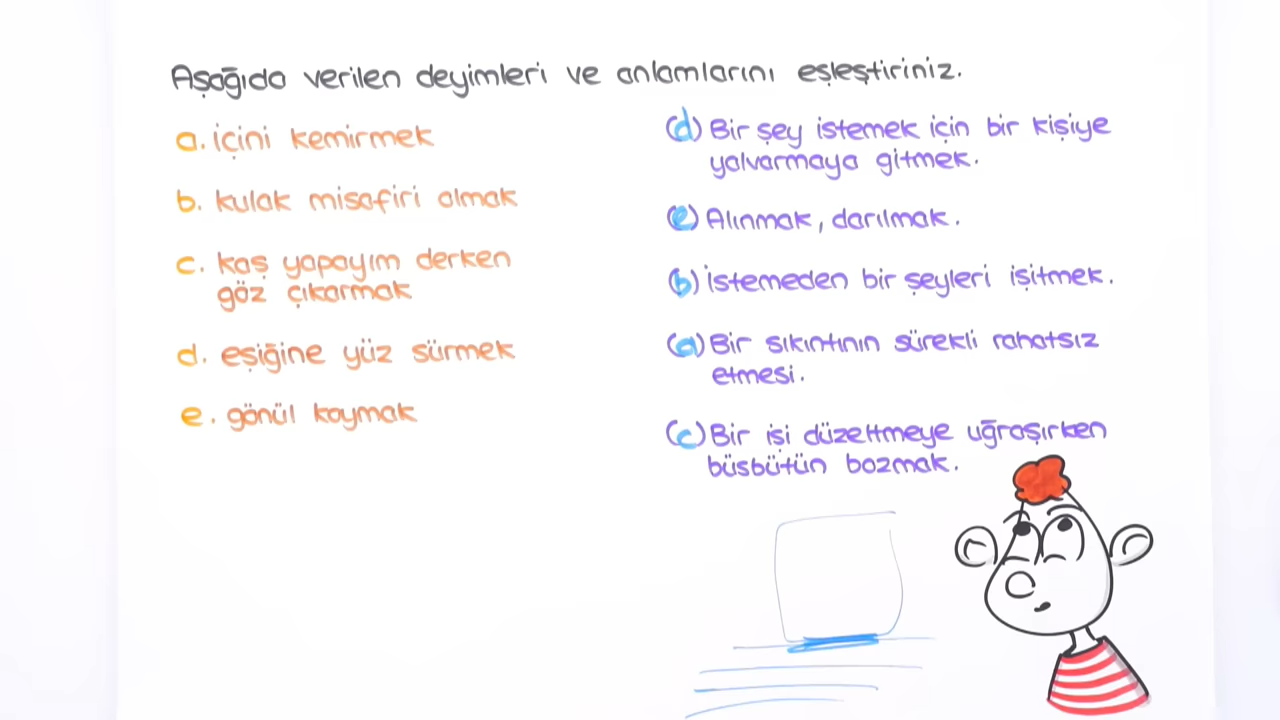 Aşağıda verilen deyimleri ve anlamlarını eşleştiriniz.
a. içini kemirmek
b. kulak misafiri olmak
c. kaş yapayım derken
göz çıkarmak
d. eşiğine yüz sürmek
e. gönül koymak
(d) Bir şey istemek için bir kişiye
yalvarmaya gitmek.
(e) Alınmak, darılmak.
(b) İstemeden bir şeyleri işitmek.
(a) Bir sıkıntının sürekli rahatsız
etmesi.
(c) Bir işi düzeltmeye uğraşırken
büsbütün bozmak.